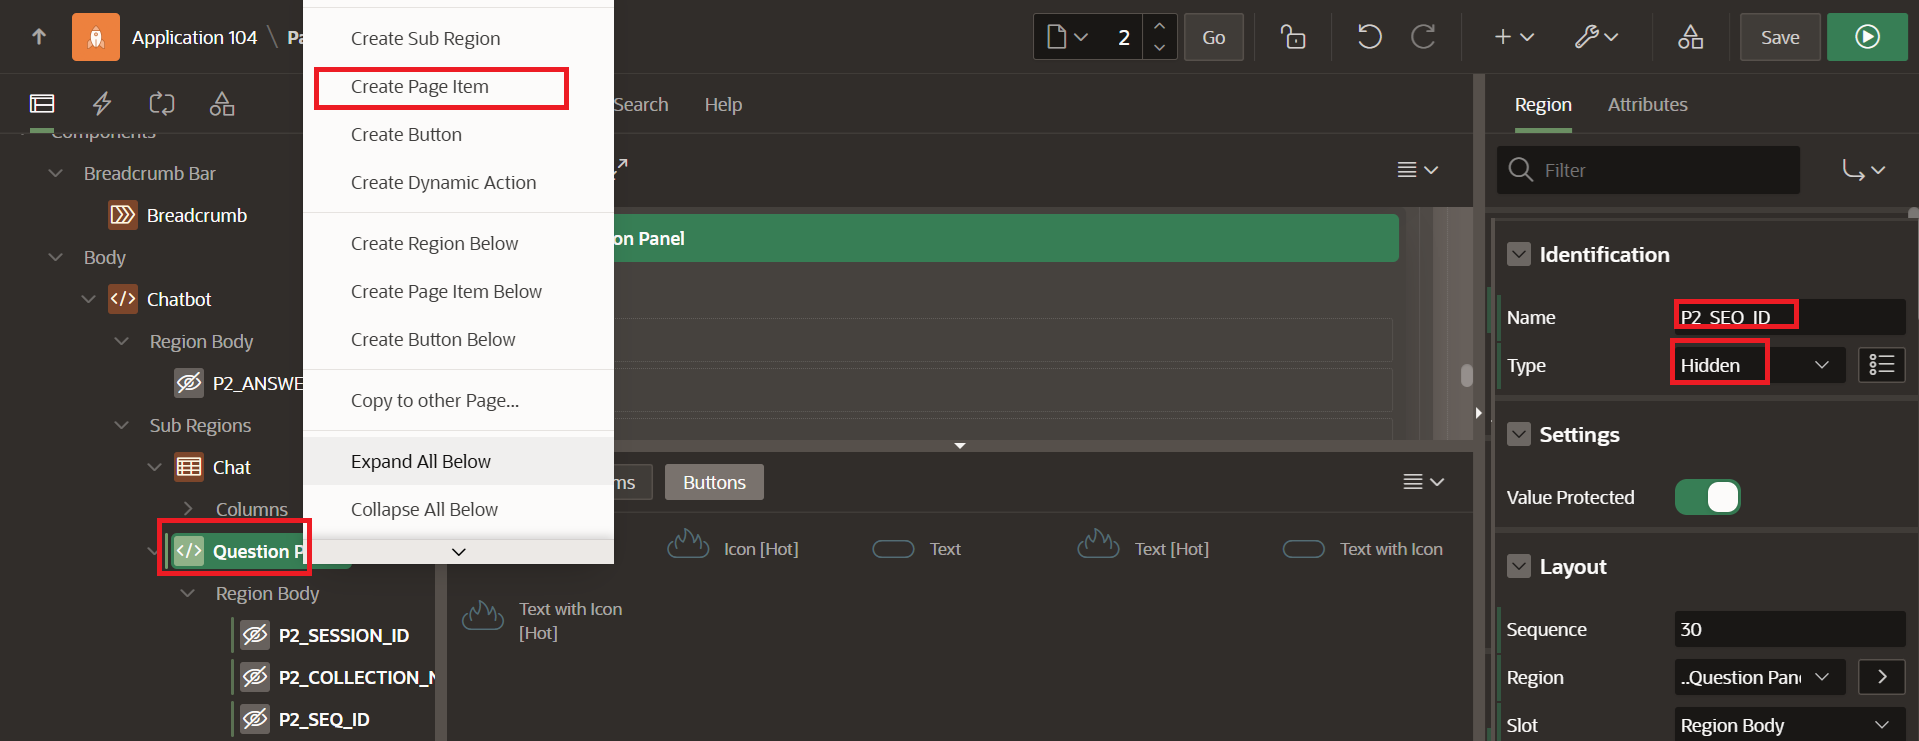 Application 104 \ Pa
2
Go
Save
Components
Breadcrumb Bar
Breadcrumb
Body
Chatbot
Region Body
P2_ANSWE
Sub Regions
Chat
Columns
Question P
Region Body
P2_SESSION_ID
P2_COLLECTION_N
P2_SEQ_ID
Create Sub Region
Create Page Item
Create Button
Create Dynamic Action
Create Region Below
Create Page Item Below
Create Button Below
Copy to other Page...
Expand All Below
Collapse All Below
Search
Help
on Panel
ms
Buttons
Icon [Hot]
Text
Text [Hot]
Text with Icon
Text with Icon
[Hot]
Region
Attributes
Filter
Identification
Name
P2_SEQ_ID
Type
Hidden
Settings
Value Protected
Layout
Sequence
30
Region
..Question Pane
Slot
Region Body